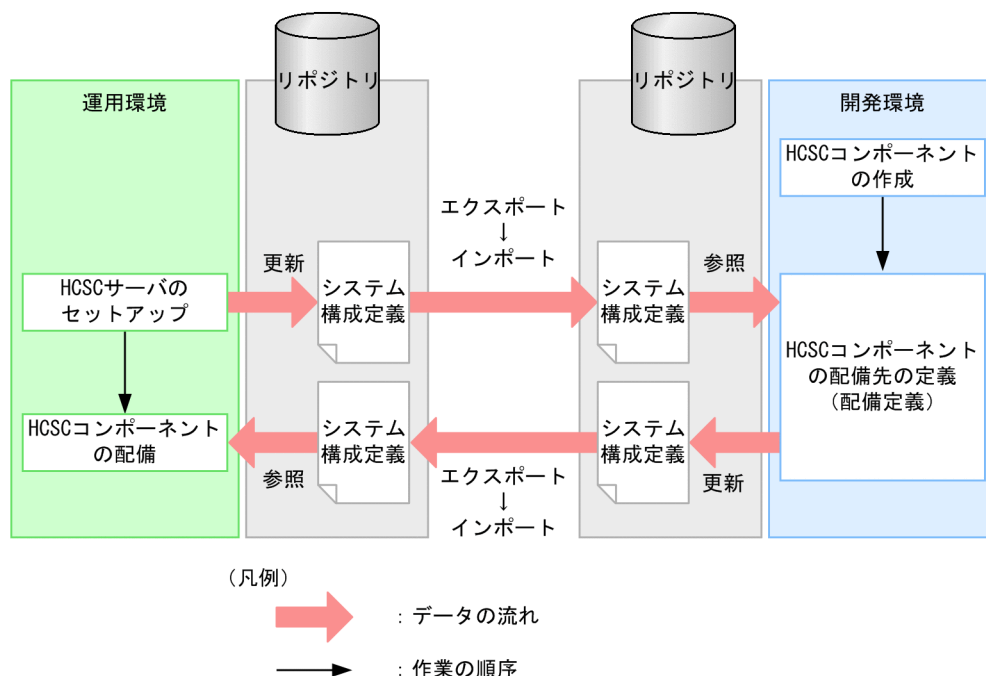 リポジトリ
リポジトリ
運用環境
開発環境
HCSCコンポーネント
の作成
エクスポート
↓
インポート
更新
参照
HCSCサーバの
セットアップ
システム
構成定義
システム
構成定義
HCSCコンポーネント
の配備先の定義
(配備定義)
HCSCコンポーネント
の配備
システム
構成定義
システム
構成定義
参照
更新
エクスポート
↓
インポート
(凡例)
:データの流れ
:作業の順序